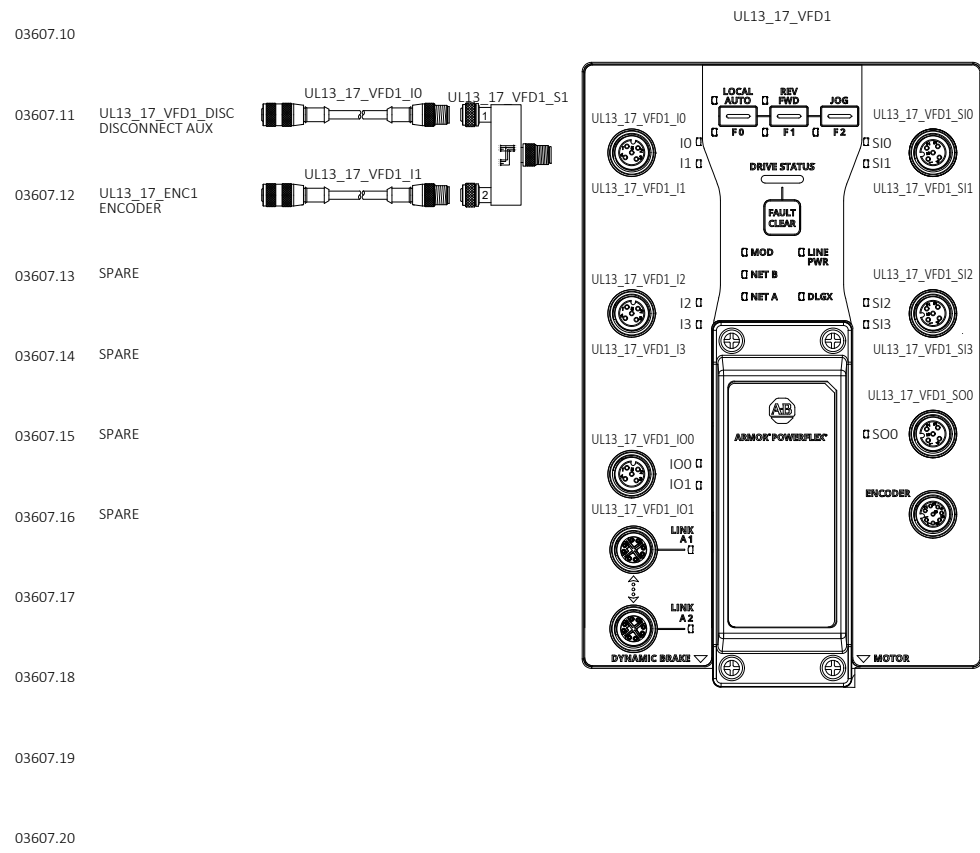 UL13_17_VFD1
03607.10
03607.11
UL13_17_VFD1_DISC
DISCONNECT AUX
UL13_17_VFD1_I0
UL13_17_VFD1_S1
1
03607.12
UL13_17_ENC1
ENCODER
UL13_17_VFD1_I1
2
03607.13
SPARE
03607.14
SPARE
03607.15
SPARE
03607.16
SPARE
03607.17
03607.18
03607.19
03607.20
LOCAL
AUTO
REV
FWD
JOG
F0
F1
F2
UL13_17_VFD1_I0
I0
I1
UL13_17_VFD1_I1
UL13_17_VFD1_SI0
SI0
SI1
UL13_17_VFD1_SI1
DRIVE STATUS
FAULT
CLEAR
MOD
LINE
PWR
NET B
NET A
DLGX
UL13_17_VFD1_I2
I2
I3
UL13_17_VFD1_I3
UL13_17_VFD1_SI2
SI2
SI3
UL13_17_VFD1_SI3
AB
ARMOR™POWERFLEX™
UL13_17_VFD1_SO0
SO0
UL13_17_VFD1_IO0
IO0
IO1
UL13_17_VFD1_IO1
ENCODER
LINK
A1
LINK
A2
DYNAMIC BRAKE
MOTOR